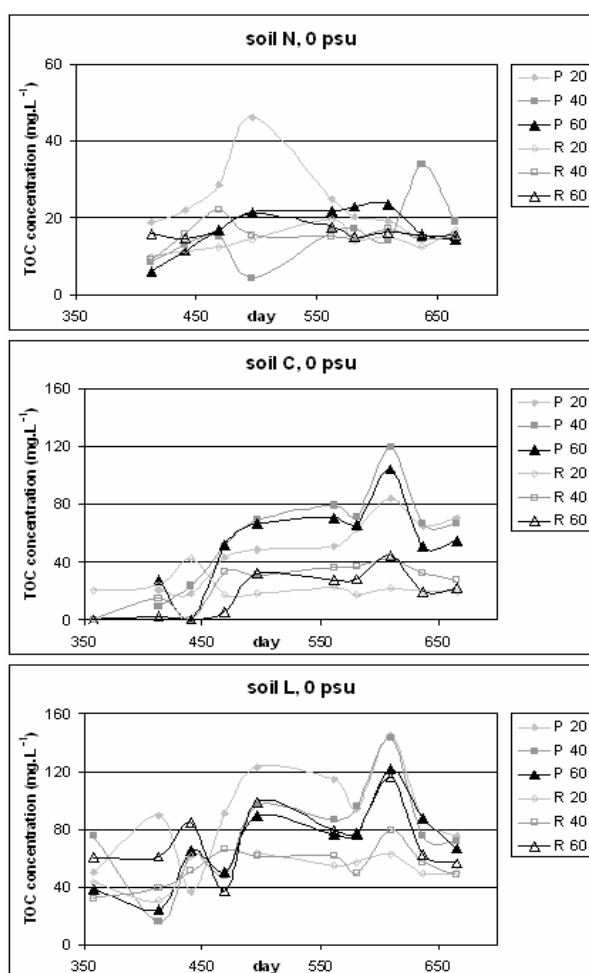 soil N, 0 psu
TOC concentration (mg.L⁻¹)
60
40
20
0
350
450
550
650
day
P 20
P 40
P 60
R 20
R 40
R 60
soil C, 0 psu
TOC concentration (mg.L⁻¹)
160
120
80
40
0
350
450
550
650
day
P 20
P 40
P 60
R 20
R 40
R 60
soil L, 0 psu
TOC concentration (mg.L⁻¹)
160
120
80
40
0
350
450
550
650
day
P 20
P 40
P 60
R 20
R 40
R 60